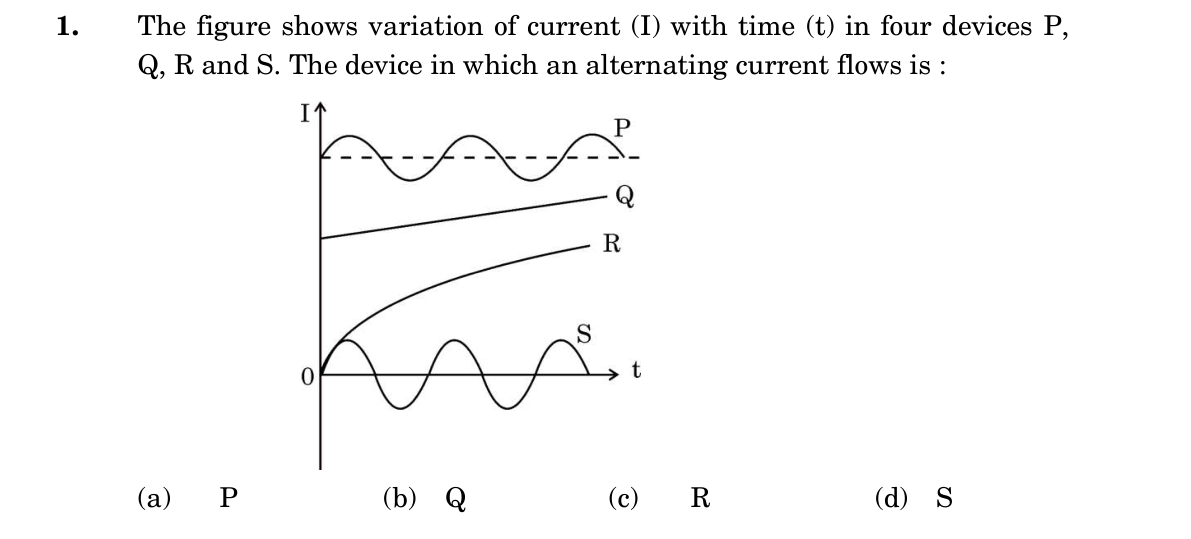 1. The figure shows variation of current (I) with time (t) in four devices P,
Q, R and S. The device in which an alternating current flows is :
I
P
Q
R
S
0
t
(a) P (b) Q (c) R (d) S